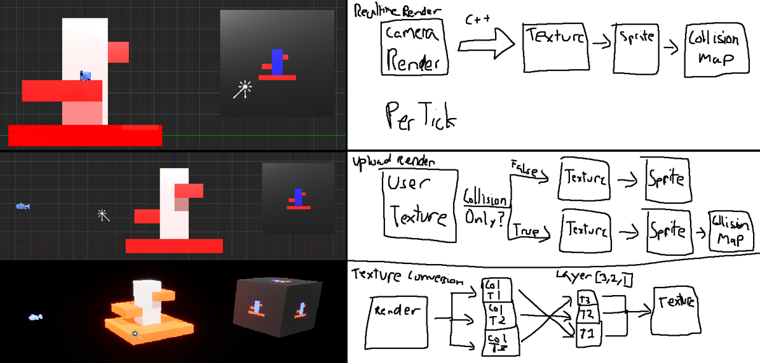 Realtime Render
Camera
Render
C++
Texture
Sprite
Collision
Map
Per Tick
Upload Render
User
Texture
Collision
Only?
False
Texture
Sprite
True
Texture
Sprite
Collision
Map
Texture Conversion
Render
Col
T1
Col
T2
Col
Layer [3,2,1]
T3
T2
T1
Texture